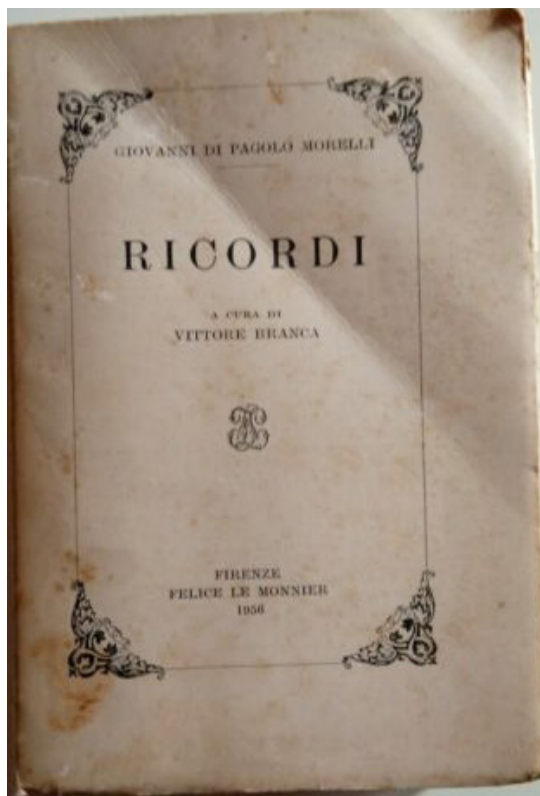 GIOVANNI DI PAGOLO MORELLI
RICORDI
A CURA DI
VITTORE BRANCA
FIRENZE
FELICE LE MONNIER
1956